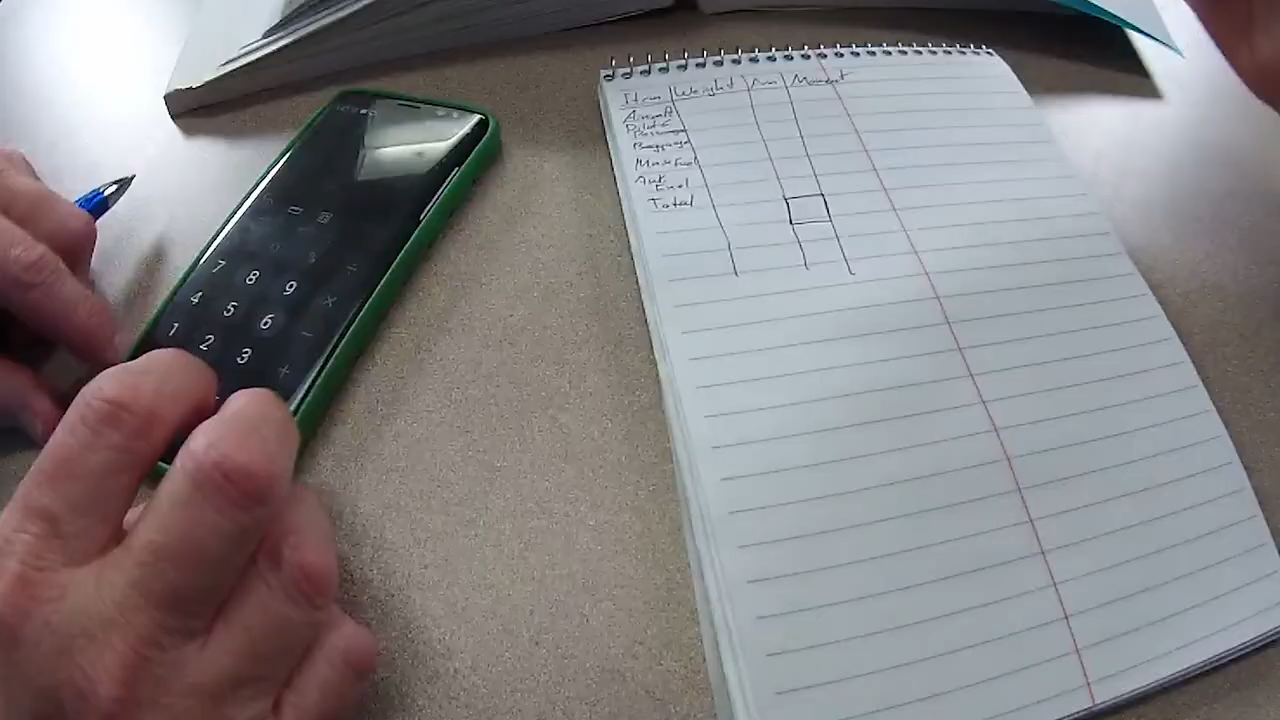 Item Weight Arm Moment
Aircraft
Pilot &
Passenger
Baggage
Main Fuel
Aux
Fuel
Total
7 8 9 ÷
4 5 6 ×
1 2 3 −
+